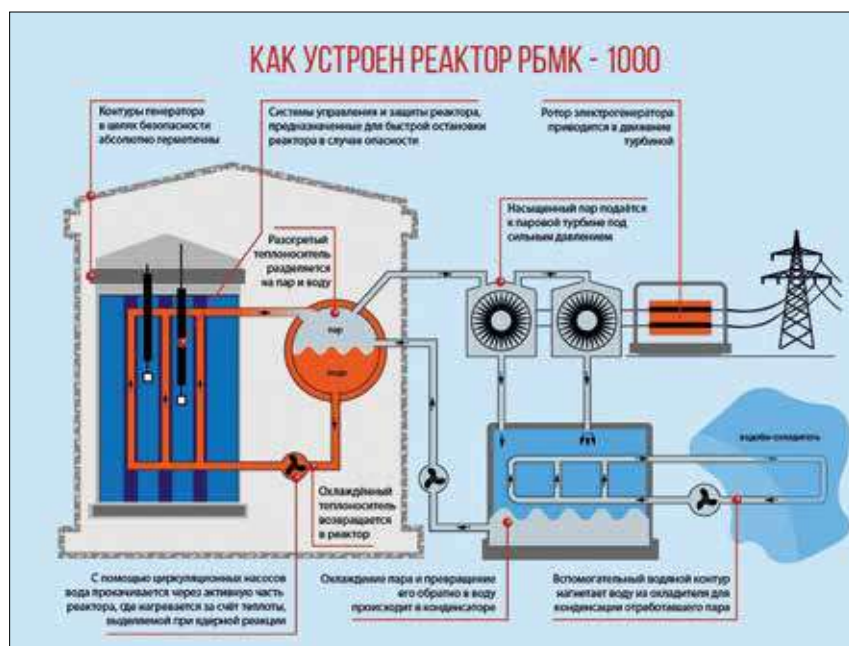 КАК УСТРОЕН РЕАКТОР РБМК - 1000
Контуры генератора
в целях безопасности
абсолютно герметичны
Системы управления и защиты реактора,
предназначенные для быстрой остановки
реактора в случае опасности
Ротор электрогенератора
приводится в движение
турбиной
Насыщенный пар подаётся
к паровой турбине под
сильным давлением
Разогретый
теплоноситель
разделяется
на пар и воду
пар
вода
водоём-охладитель
Охлаждённый
теплоноситель
возвращается
в реактор
С помощью циркуляционных насосов
вода прокачивается через активную часть
реактора, где нагревается за счёт теплоты,
выделяемой при ядерной реакции
Охлаждение пара и превращение
его обратно в воду
происходит в конденсаторе
Вспомогательный водяной контур
нагнетает воду из охладителя для
конденсации отработавшего пара